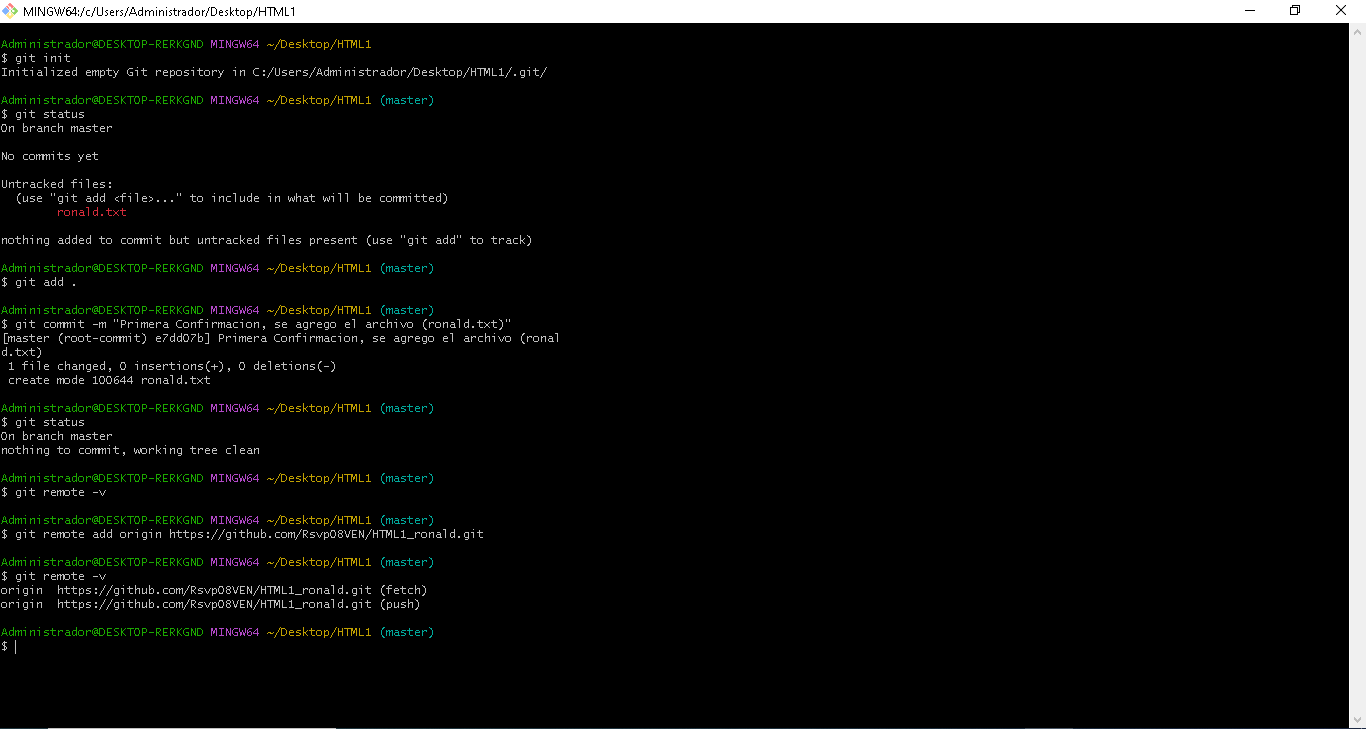 MINGW64:/c/Users/Administrador/Desktop/HTML1
Administrador@DESKTOP-RERKGND MINGW64 ~/Desktop/HTML1
$ git init
Initialized empty Git repository in C:/Users/Administrador/Desktop/HTML1/.git/
Administrador@DESKTOP-RERKGND MINGW64 ~/Desktop/HTML1 (master)
$ git status
On branch master
No commits yet
Untracked files:
  (use "git add <file>..." to include in what will be committed)
        ronald.txt
nothing added to commit but untracked files present (use "git add" to track)
Administrador@DESKTOP-RERKGND MINGW64 ~/Desktop/HTML1 (master)
$ git add .
Administrador@DESKTOP-RERKGND MINGW64 ~/Desktop/HTML1 (master)
$ git commit -m "Primera Confirmacion, se agrego el archivo (ronald.txt)"
[master (root-commit) e7dd07b] Primera Confirmacion, se agrego el archivo (ronal
d.txt)
 1 file changed, 0 insertions(+), 0 deletions(-)
 create mode 100644 ronald.txt
Administrador@DESKTOP-RERKGND MINGW64 ~/Desktop/HTML1 (master)
$ git status
On branch master
nothing to commit, working tree clean
Administrador@DESKTOP-RERKGND MINGW64 ~/Desktop/HTML1 (master)
$ git remote -v
Administrador@DESKTOP-RERKGND MINGW64 ~/Desktop/HTML1 (master)
$ git remote add origin https://github.com/Rsvp08VEN/HTML1_ronald.git
Administrador@DESKTOP-RERKGND MINGW64 ~/Desktop/HTML1 (master)
$ git remote -v
origin  https://github.com/Rsvp08VEN/HTML1_ronald.git (fetch)
origin  https://github.com/Rsvp08VEN/HTML1_ronald.git (push)
Administrador@DESKTOP-RERKGND MINGW64 ~/Desktop/HTML1 (master)
$